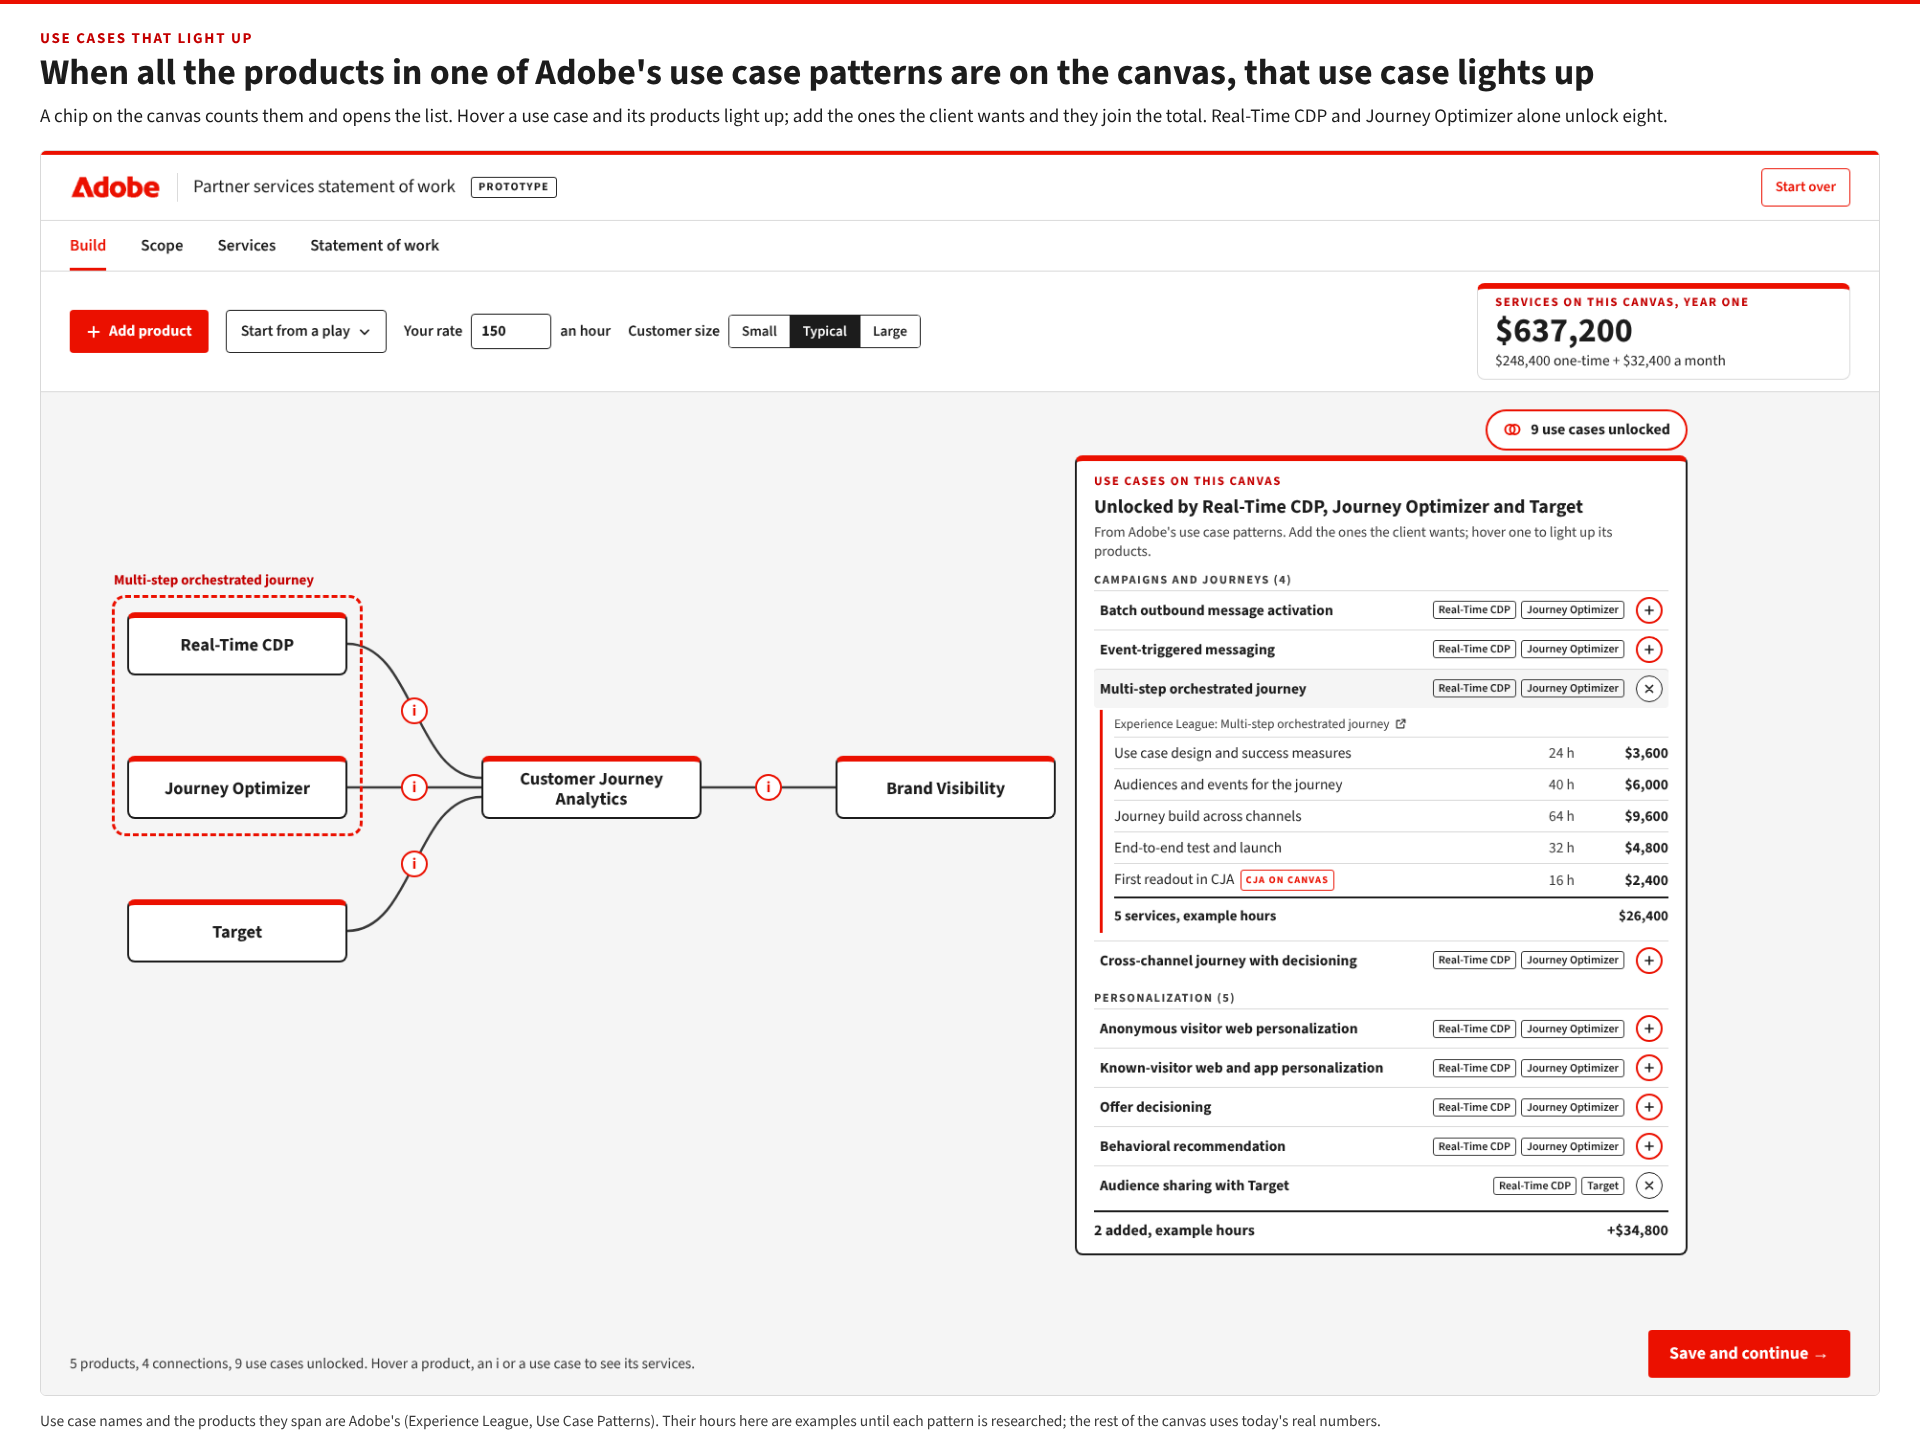 USE CASES THAT LIGHT UP
When all the products in one of Adobe's use case patterns are on the canvas, that use case lights up
A chip on the canvas counts them and opens the list. Hover a use case and its products light up; add the ones the client wants and they join the total. Real-Time CDP and Journey Optimizer alone unlock eight.
Adobe
Partner services statement of work
PROTOTYPE
Start over
Build
Scope
Services
Statement of work
+ Add product
Start from a play
Your rate
150
an hour
Customer size
Small
Typical
Large
SERVICES ON THIS CANVAS, YEAR ONE
$637,200
$248,400 one-time + $32,400 a month
9 use cases unlocked
Multi-step orchestrated journey
Real-Time CDP
Journey Optimizer
Target
i
i
i
Customer Journey
Analytics
i
Brand Visibility
USE CASES ON THIS CANVAS
Unlocked by Real-Time CDP, Journey Optimizer and Target
From Adobe's use case patterns. Add the ones the client wants; hover one to light up its
products.
CAMPAIGNS AND JOURNEYS (4)
Batch outbound message activation Real-Time CDP Journey Optimizer +
Event-triggered messaging Real-Time CDP Journey Optimizer +
Multi-step orchestrated journey Real-Time CDP Journey Optimizer ×
Experience League: Multi-step orchestrated journey
Use case design and success measures 24 h $3,600
Audiences and events for the journey 40 h $6,000
Journey build across channels 64 h $9,600
End-to-end test and launch 32 h $4,800
First readout in CJA CJA ON CANVAS 16 h $2,400
5 services, example hours $26,400
Cross-channel journey with decisioning Real-Time CDP Journey Optimizer +
PERSONALIZATION (5)
Anonymous visitor web personalization Real-Time CDP Journey Optimizer +
Known-visitor web and app personalization Real-Time CDP Journey Optimizer +
Offer decisioning Real-Time CDP Journey Optimizer +
Behavioral recommendation Real-Time CDP Journey Optimizer +
Audience sharing with Target Real-Time CDP Target ×
2 added, example hours +$34,800
5 products, 4 connections, 9 use cases unlocked. Hover a product, an i or a use case to see its services.
Save and continue →
Use case names and the products they span are Adobe's (Experience League, Use Case Patterns). Their hours here are examples until each pattern is researched; the rest of the canvas uses today's real numbers.